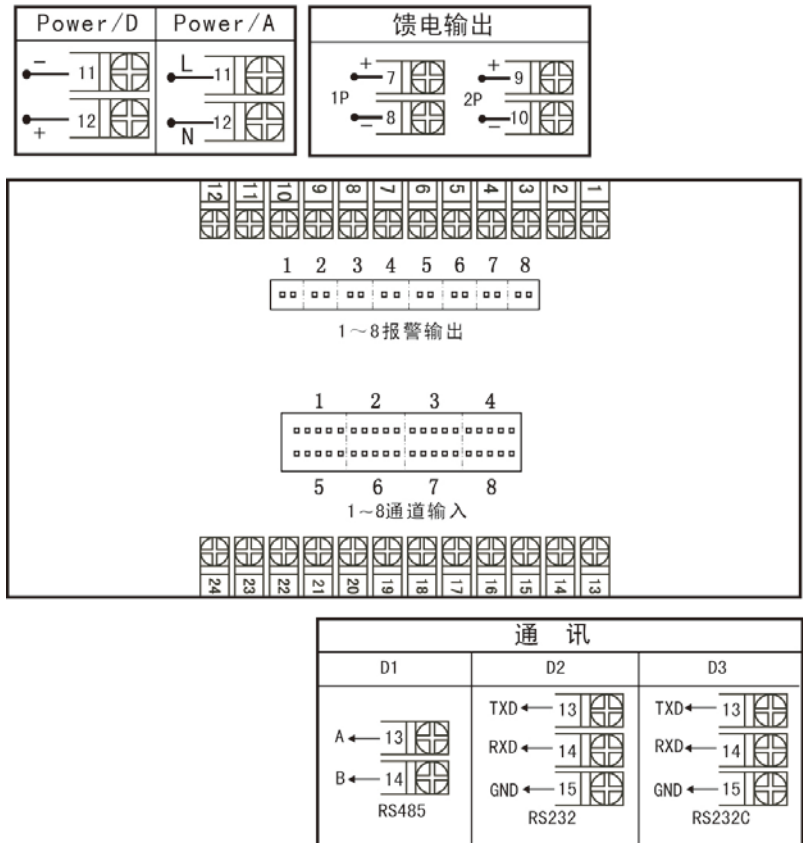 Power/D Power/A
- 11 L 11
+ 12 N 12
馈电输出
1P + 7 2P + 9
- 8 - 10
12 11 10 9 8 7 6 5 4 3 2 1
1 2 3 4 5 6 7 8
1～8报警输出
1 2 3 4
5 6 7 8
1～8通道输入
24 23 22 21 20 19 18 17 16 15 14 13
通 讯
D1 D2 D3
A 13 TXD 13 TXD 13
B 14 RXD 14 RXD 14
GND 15 GND 15
RS485 RS232 RS232C